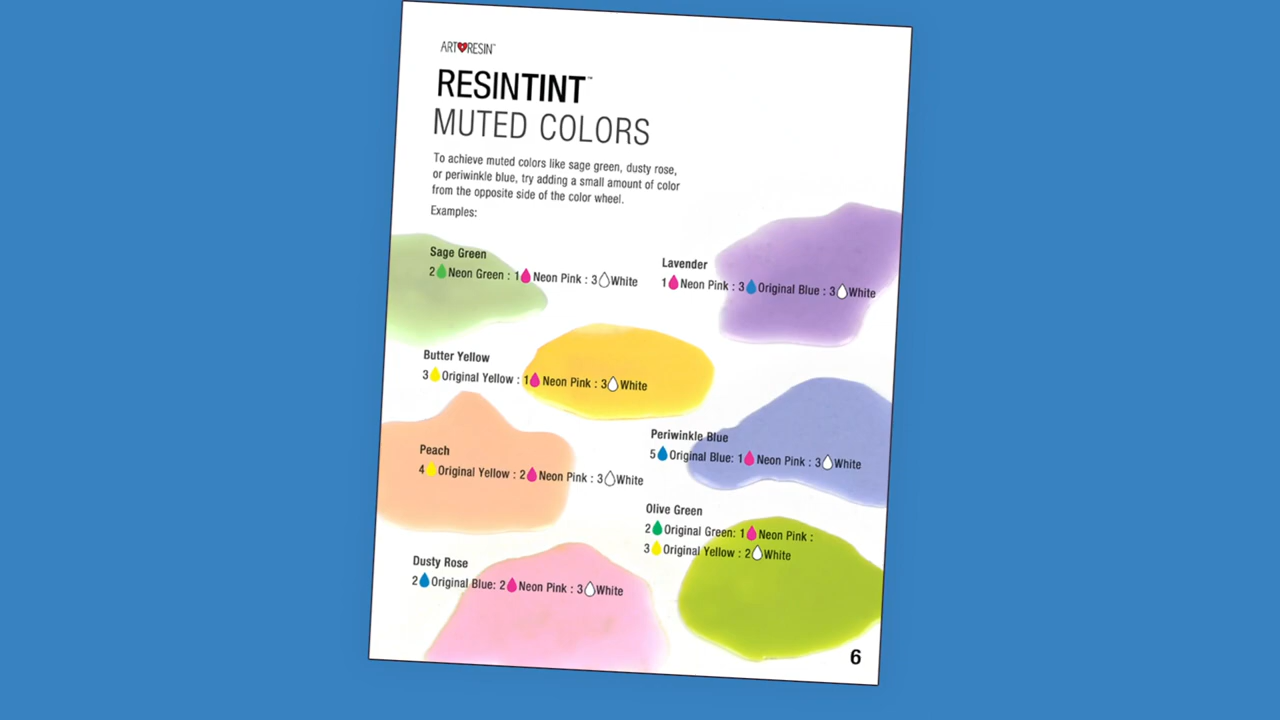 ART RESIN™
RESINTINT™
MUTED COLORS
To achieve muted colors like sage green, dusty rose,
or periwinkle blue, try adding a small amount of color
from the opposite side of the color wheel.
Examples:
Sage Green
2 Neon Green : 1 Neon Pink : 3 White
Lavender
1 Neon Pink : 3 Original Blue : 3 White
Butter Yellow
3 Original Yellow : 1 Neon Pink : 3 White
Peach
4 Original Yellow : 2 Neon Pink : 3 White
Periwinkle Blue
5 Original Blue: 1 Neon Pink : 3 White
Olive Green
2 Original Green: 1 Neon Pink :
3 Original Yellow : 2 White
Dusty Rose
2 Original Blue: 2 Neon Pink : 3 White
6